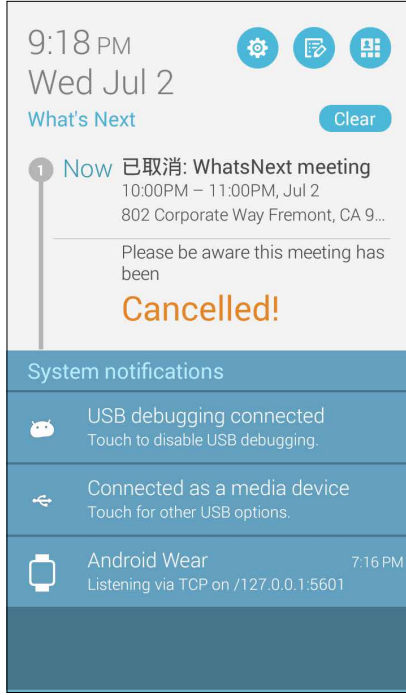 9:18 PM
Wed Jul 2
What's Next
Clear
1
Now 已取消: WhatsNext meeting
10:00PM – 11:00PM, Jul 2
802 Corporate Way Fremont, CA 9...
Please be aware this meeting has
been
Cancelled!
System notifications
USB debugging connected
Touch to disable USB debugging.
Connected as a media device
Touch for other USB options.
Android Wear 7:16 PM
Listening via TCP on /127.0.0.1:5601